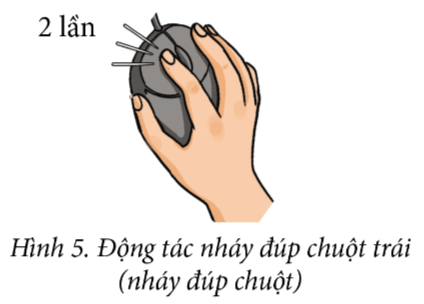 2 lần
Hình 5. Động tác nháy đúp chuột trái
(nháy đúp chuột)